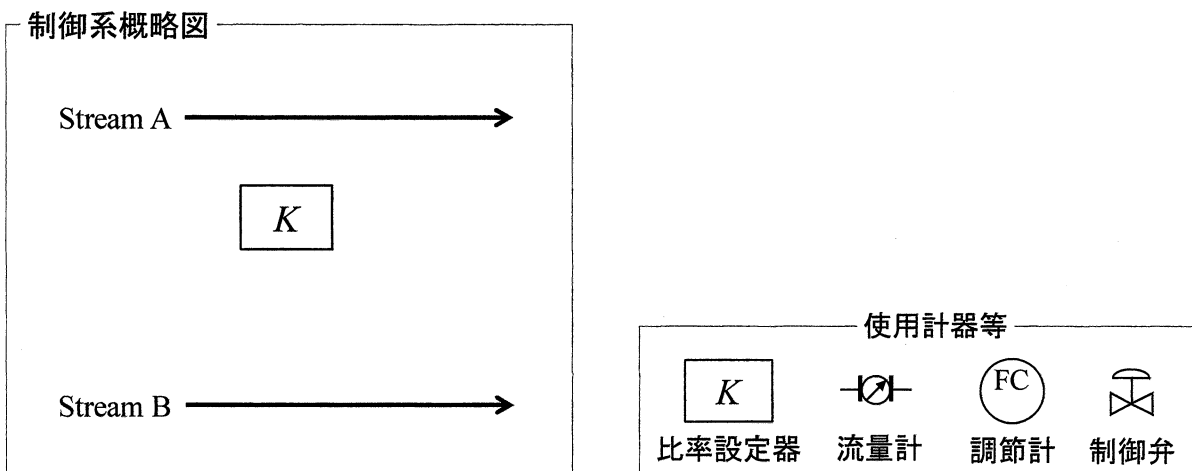 制御系概略図
Stream A
K
Stream B
使用計器等
K
FC
比率設定器 流量計 調節計 制御弁